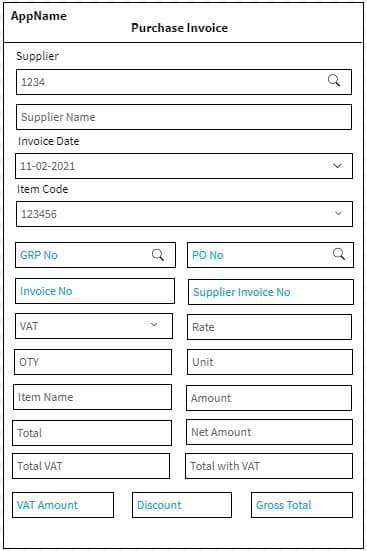 AppName
Purchase Invoice
Supplier
1234
Supplier Name
Invoice Date
11-02-2021
Item Code
123456
GRP No
PO No
Invoice No
Supplier Invoice No
VAT
Rate
OTY
Unit
Item Name
Amount
Total
Net Amount
Total VAT
Total with VAT
VAT Amount
Discount
Gross Total